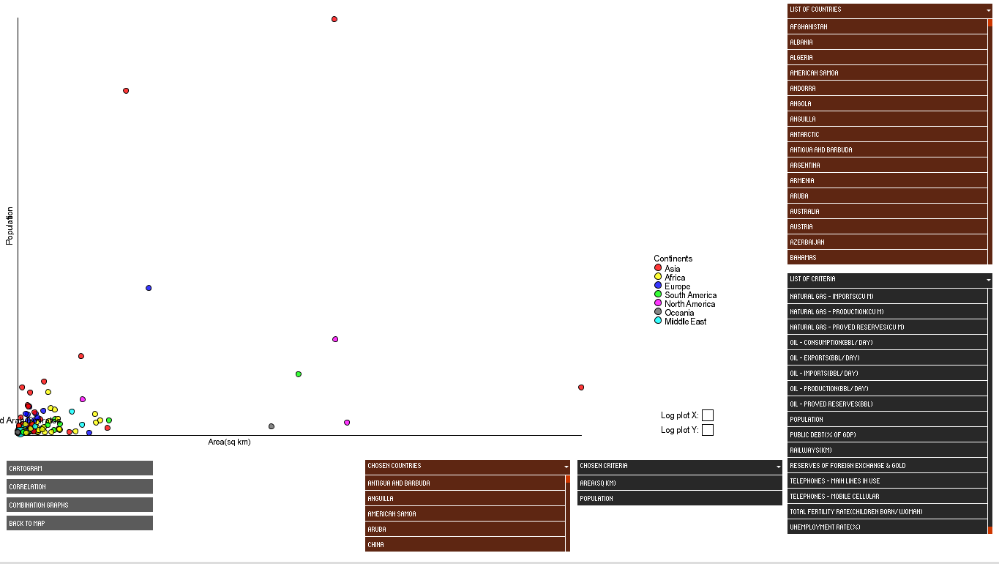 LIST OF COUNTRIES
AFGHANISTAN
ALBANIA
ALGERIA
AMERICAN SAMOA
ANDORRA
ANGOLA
ANGUILLA
ANTARCTIC
ANTIGUA AND BARBUDA
ARGENTINA
ARMENIA
ARUBA
AUSTRALIA
AUSTRIA
AZERBAIJAN
BAHAMAS
Population
Continents
Asia
Africa
Europe
South America
North America
Oceania
Middle East
LIST OF CRITERIA
NATURAL GAS - IMPORTS(CU M)
NATURAL GAS - PRODUCTION(CU M)
NATURAL GAS - PROVED RESERVES(CU M)
OIL - CONSUMPTION(BBL/DAY)
OIL - EXPORTS(BBL/DAY)
OIL - IMPORTS(BBL/DAY)
OIL - PRODUCTION(BBL/DAY)
OIL - PROVED RESERVES(BBL)
POPULATION
PUBLIC DEBT(% OF GDP)
RAILWAYS(KM)
RESERVES OF FOREIGN EXCHANGE & GOLD
TELEPHONES - MAIN LINES IN USE
TELEPHONES - MOBILE CELLULAR
TOTAL FERTILITY RATE(CHILDREN BORN/WOMAN)
UNEMPLOYMENT RATE(%)
d Arab Emirates
Log plot X:
Log plot Y:
Area(sq km)
CARTOGRAM
CORRELATION
COMBINATION GRAPHS
BACK TO MAP
CHOSEN COUNTRIES
ANTIGUA AND BARBUDA
ANGUILLA
AMERICAN SAMOA
ARUBA
CHINA
CHOSEN CRITERIA
AREA(SQ KM)
POPULATION